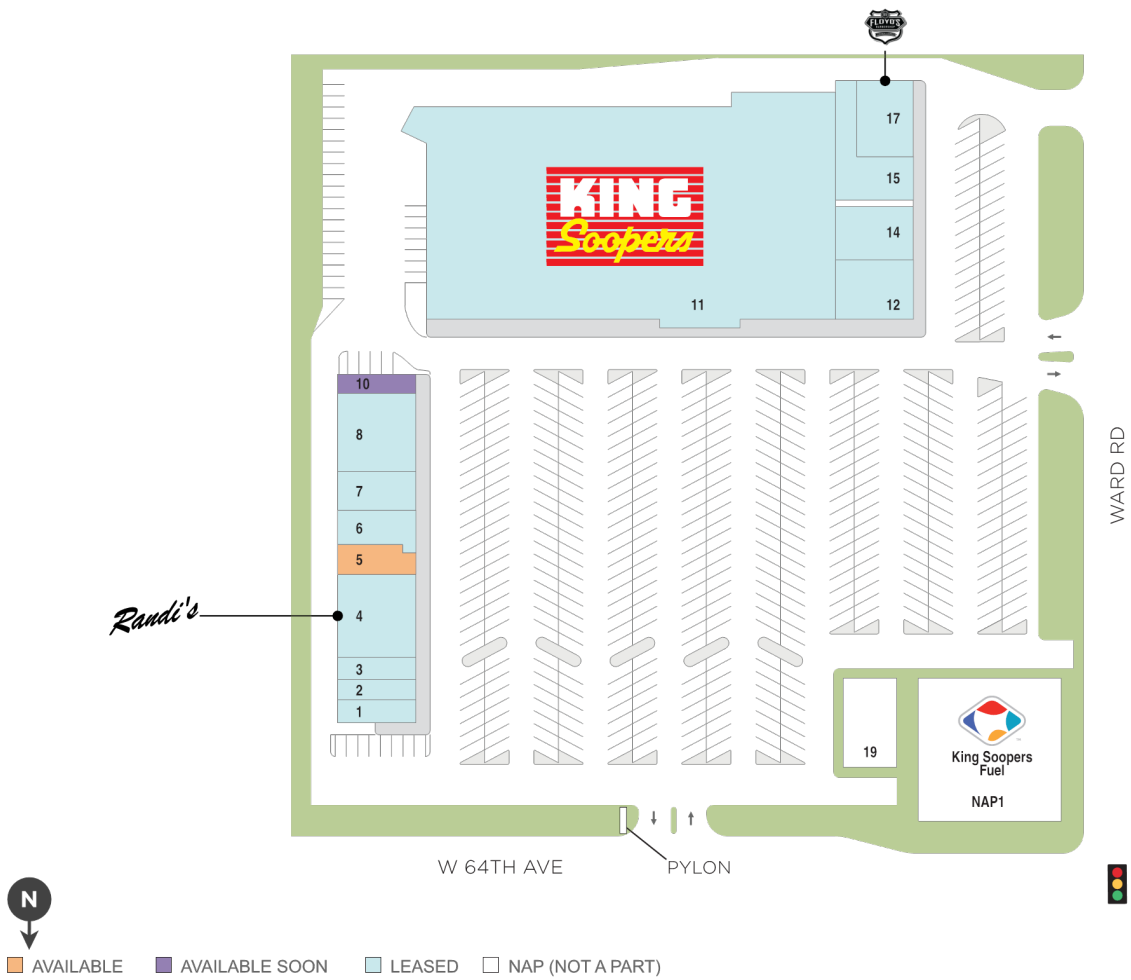 FLOYD'S
17
KING
Soopers
15
14
11
12
10
8
7
6
5
Randi's
4
3
2
1
WARD RD
19
King Soopers
Fuel
NAP1
W 64TH AVE
PYLON
N
AVAILABLE
AVAILABLE SOON
LEASED
NAP (NOT A PART)